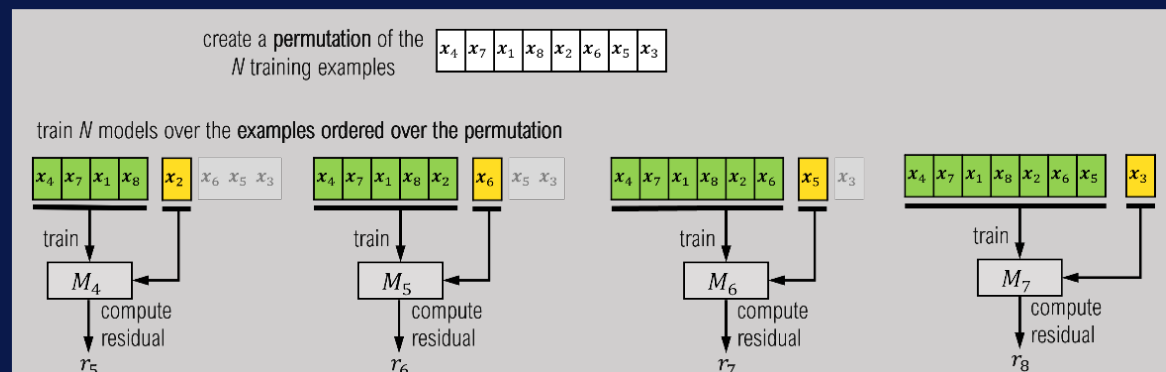 create a permutation of the
N training examples
x₄ x₇ x₁ x₈ x₂ x₆ x₅ x₃
train N models over the examples ordered over the permutation
x₄ x₇ x₁ x₈ x₂ x₆ x₅ x₃
train
M₄
compute
residual
r₅
x₄ x₇ x₁ x₈ x₂ x₆ x₅ x₃
train
M₅
compute
residual
r₆
x₄ x₇ x₁ x₈ x₂ x₆ x₅ x₃
train
M₆
compute
residual
r₇
x₄ x₇ x₁ x₈ x₂ x₆ x₅ x₃
train
M₇
compute
residual
r₈